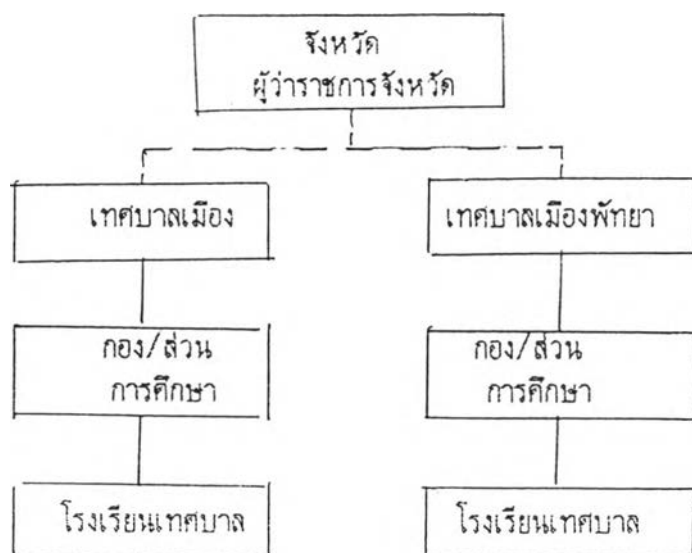 จังหวัด
ผู้ว่าราชการจังหวัด
เทศบาลเมือง
เทศบาลเมืองพัทยา
กอง/ส่วน
การศึกษา
กอง/ส่วน
การศึกษา
โรงเรียนเทศบาล
โรงเรียนเทศบาล